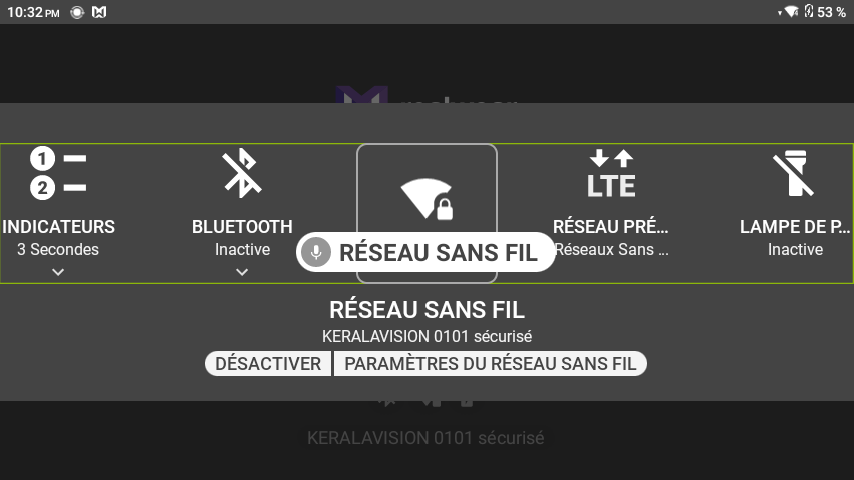 10:32 PM
53 %
1
2
LTE
INDICATEURS
BLUETOOTH
RÉSEAU PRÉ...
LAMPE DE P...
3 Secondes
Inactive
RÉSEAU SANS FIL
Réseaux Sans ...
Inactive
RÉSEAU SANS FIL
KERALAVISION 0101 sécurisé
DÉSACTIVER
PARAMÈTRES DU RÉSEAU SANS FIL
KERALAVISION 0101 sécurisé